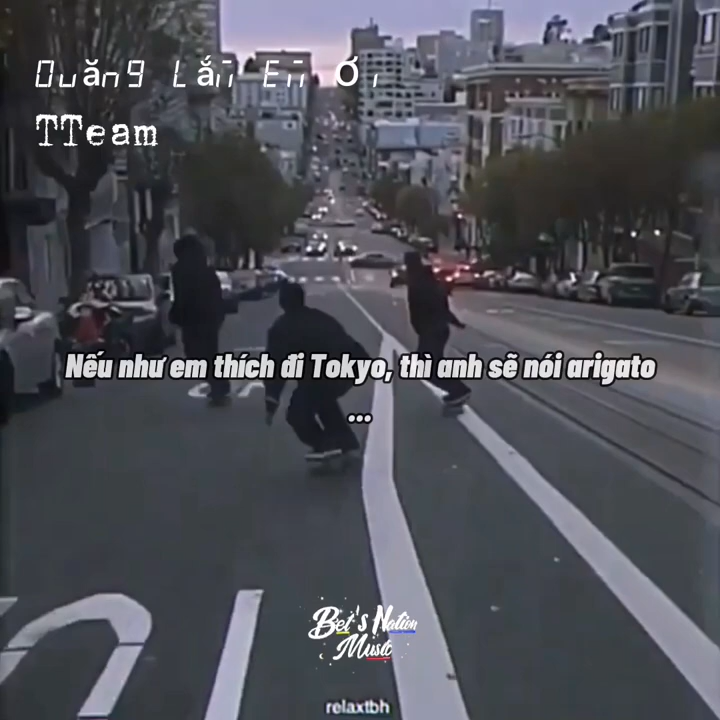 Quăng Lắm Em Ơi
TTeam
Nếu như em thích đi Tokyo, thì anh sẽ nói arigato
...
Bet's Nation
Music
relaxtbh